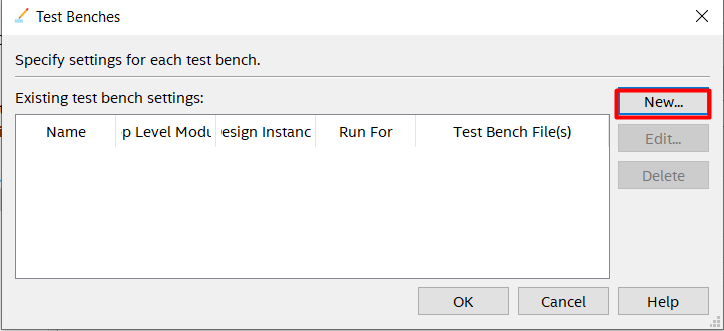 Test Benches
Specify settings for each test bench.
Existing test bench settings:
New...
Name p Level Modu esign Instanc Run For Test Bench File(s)
Edit...
Delete
OK Cancel Help